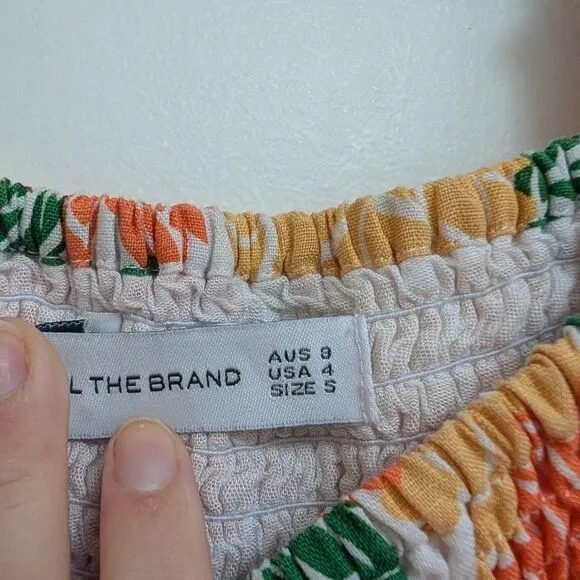 L THE BRAND
AUS 8
USA 4
SIZE S